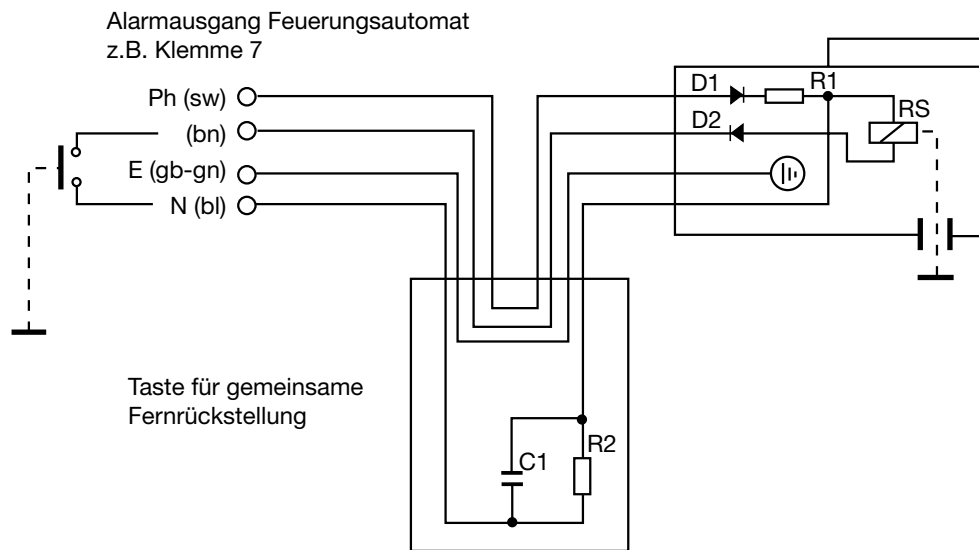 Alarmausgang Feuerungsautomat
z.B. Klemme 7
Ph (sw)
(bn)
E (gb-gn)
N (bl)
D1
R1
D2
RS
Taste für gemeinsame
Fernrückstellung
C1
R2